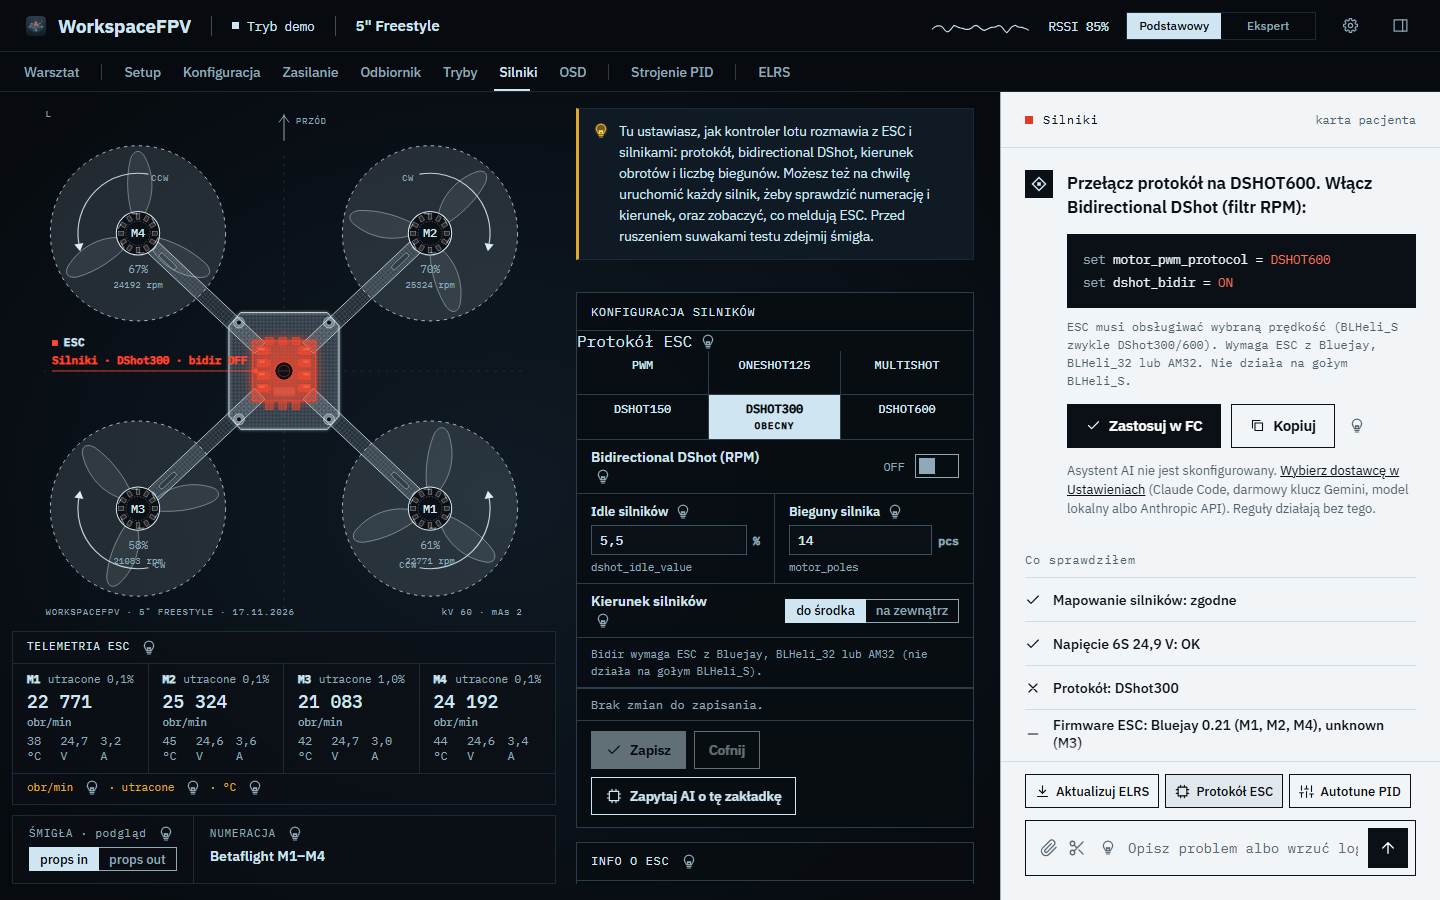 WorkspaceFPV
Tryb demo
5" Freestyle
RSSI 85%
Podstawowy
Ekspert
Warsztat
Setup
Konfiguracja
Zasilanie
Odbiornik
Tryby
Silniki
OSD
Strojenie PID
ELRS
L
PRZÓD
CCW
M4
67%
24192 rpm
CW
M2
70%
25324 rpm
ESC
Silniki · DShot300 · bidir OFF
M3
58%
21083 rpm
CW
M1
61%
22771 rpm
CCW
WORKSPACEFPV · 5" FREESTYLE · 17.11.2026
kV 60 · mAs 2
TELEMETRIA ESC
M1 utracone 0,1%
22 771
obr/min
38 °C
24,7 V
3,2 A
M2 utracone 0,1%
25 324
obr/min
45 °C
24,6 V
3,6 A
M3 utracone 1,0%
21 083
obr/min
42 °C
24,7 V
3,0 A
M4 utracone 0,1%
24 192
obr/min
44 °C
24,6 V
3,4 A
obr/min · utracone · °C
ŚMIGŁA · podgląd
props in
props out
NUMERACJA
Betaflight M1–M4
Tu ustawiasz, jak kontroler lotu rozmawia z ESC i
silnikami: protokół, bidirectional DShot, kierunek
obrotów i liczbę biegunów. Możesz też na chwilę
uruchomić każdy silnik, żeby sprawdzić numerację i
kierunek, oraz zobaczyć, co meldują ESC. Przed
ruszeniem suwakami testu zdejmij śmigła.
KONFIGURACJA SILNIKÓW
Protokół ESC
PWM
ONESHOT125
MULTISHOT
DSHOT150
DSHOT300
OBECNY
DSHOT600
Bidirectional DShot (RPM)
OFF
Idle silników
5,5 %
dshot_idle_value
Bieguny silnika
14 pcs
motor_poles
Kierunek silników
do środka
na zewnątrz
Bidir wymaga ESC z Bluejay, BLHeli_32 lub AM32 (nie
działa na gołym BLHeli_S).
Brak zmian do zapisania.
Zapisz
Cofnij
Zapytaj AI o tę zakładkę
INFO O ESC
Silniki
karta pacjenta
Przełącz protokół na DSHOT600. Włącz
Bidirectional DShot (filtr RPM):
set motor_pwm_protocol = DSHOT600
set dshot_bidir = ON
ESC musi obsługiwać wybraną prędkość (BLHeli_S
zwykle DShot300/600). Wymaga ESC z Bluejay,
BLHeli_32 lub AM32. Nie działa na gołym
BLHeli_S.
Zastosuj w FC
Kopiuj
Asystent AI nie jest skonfigurowany. Wybierz dostawcę w
Ustawieniach (Claude Code, darmowy klucz Gemini, model
lokalny albo Anthropic API). Reguły działają bez tego.
Co sprawdziłem
Mapowanie silników: zgodne
Napięcie 6S 24,9 V: OK
Protokół: DShot300
Firmware ESC: Bluejay 0.21 (M1, M2, M4), unknown
(M3)
Aktualizuj ELRS
Protokół ESC
Autotune PID
Opisz problem albo wrzuć log